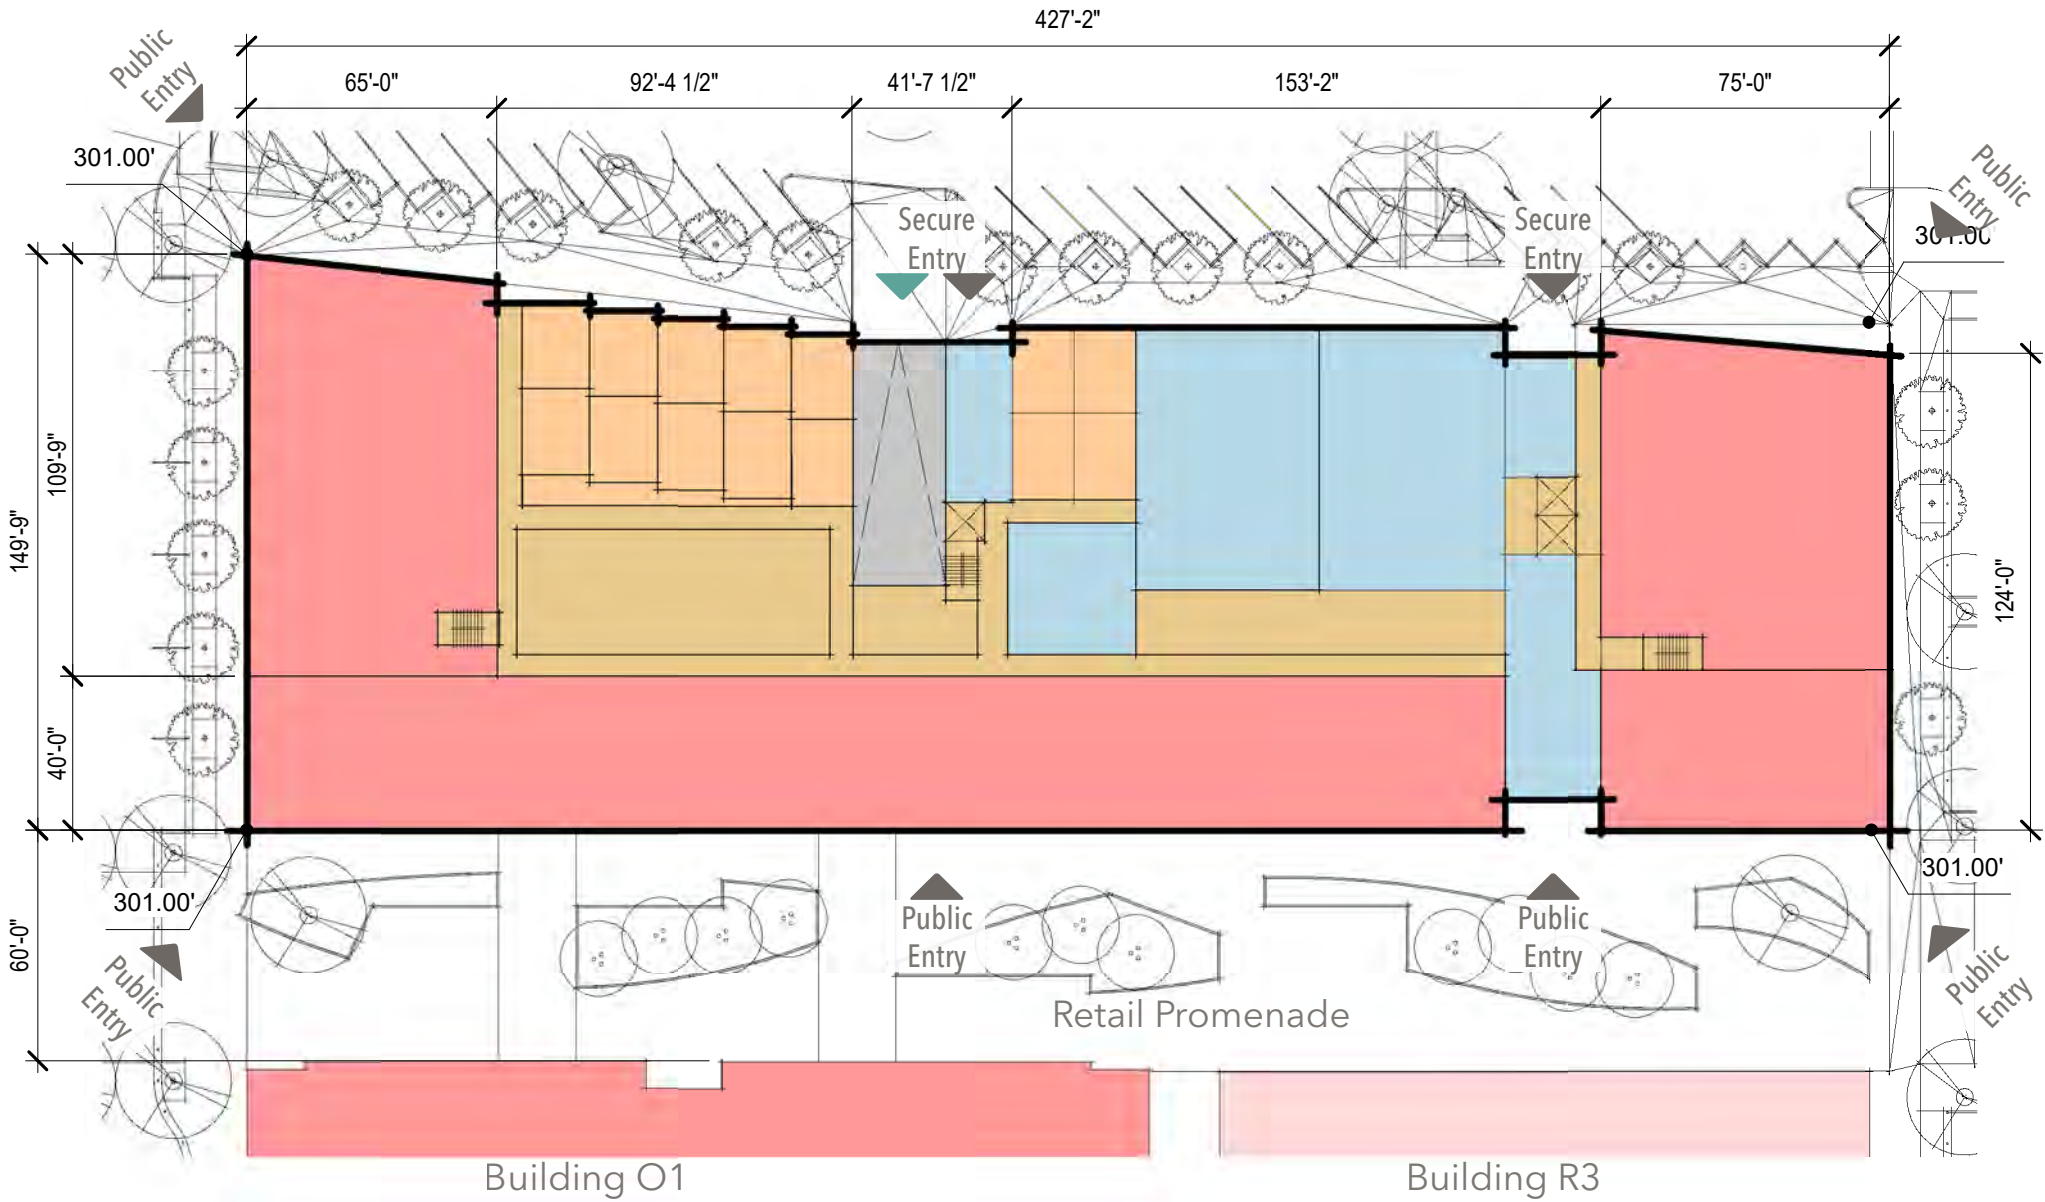 427'-2"
65'-0"
92'-4 1/2"
41'-7 1/2"
153'-2"
75'-0"
Public
Entry
301.00'
Public
Entry
301.00
Secure
Entry
Secure
Entry
149'-9"
109'-9"
40'-0"
60'-0"
124'-0"
301.00'
301.00'
Public
Entry
Public
Entry
Public
Entry
Public
Entry
Retail Promenade
Building O1
Building R3